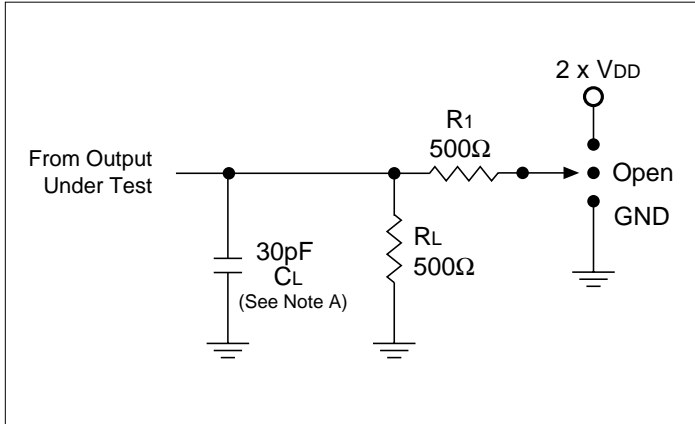 2 x VDD
R1
500Ω
From Output
Under Test
Open
GND
30pF
CL
(See Note A)
RL
500Ω